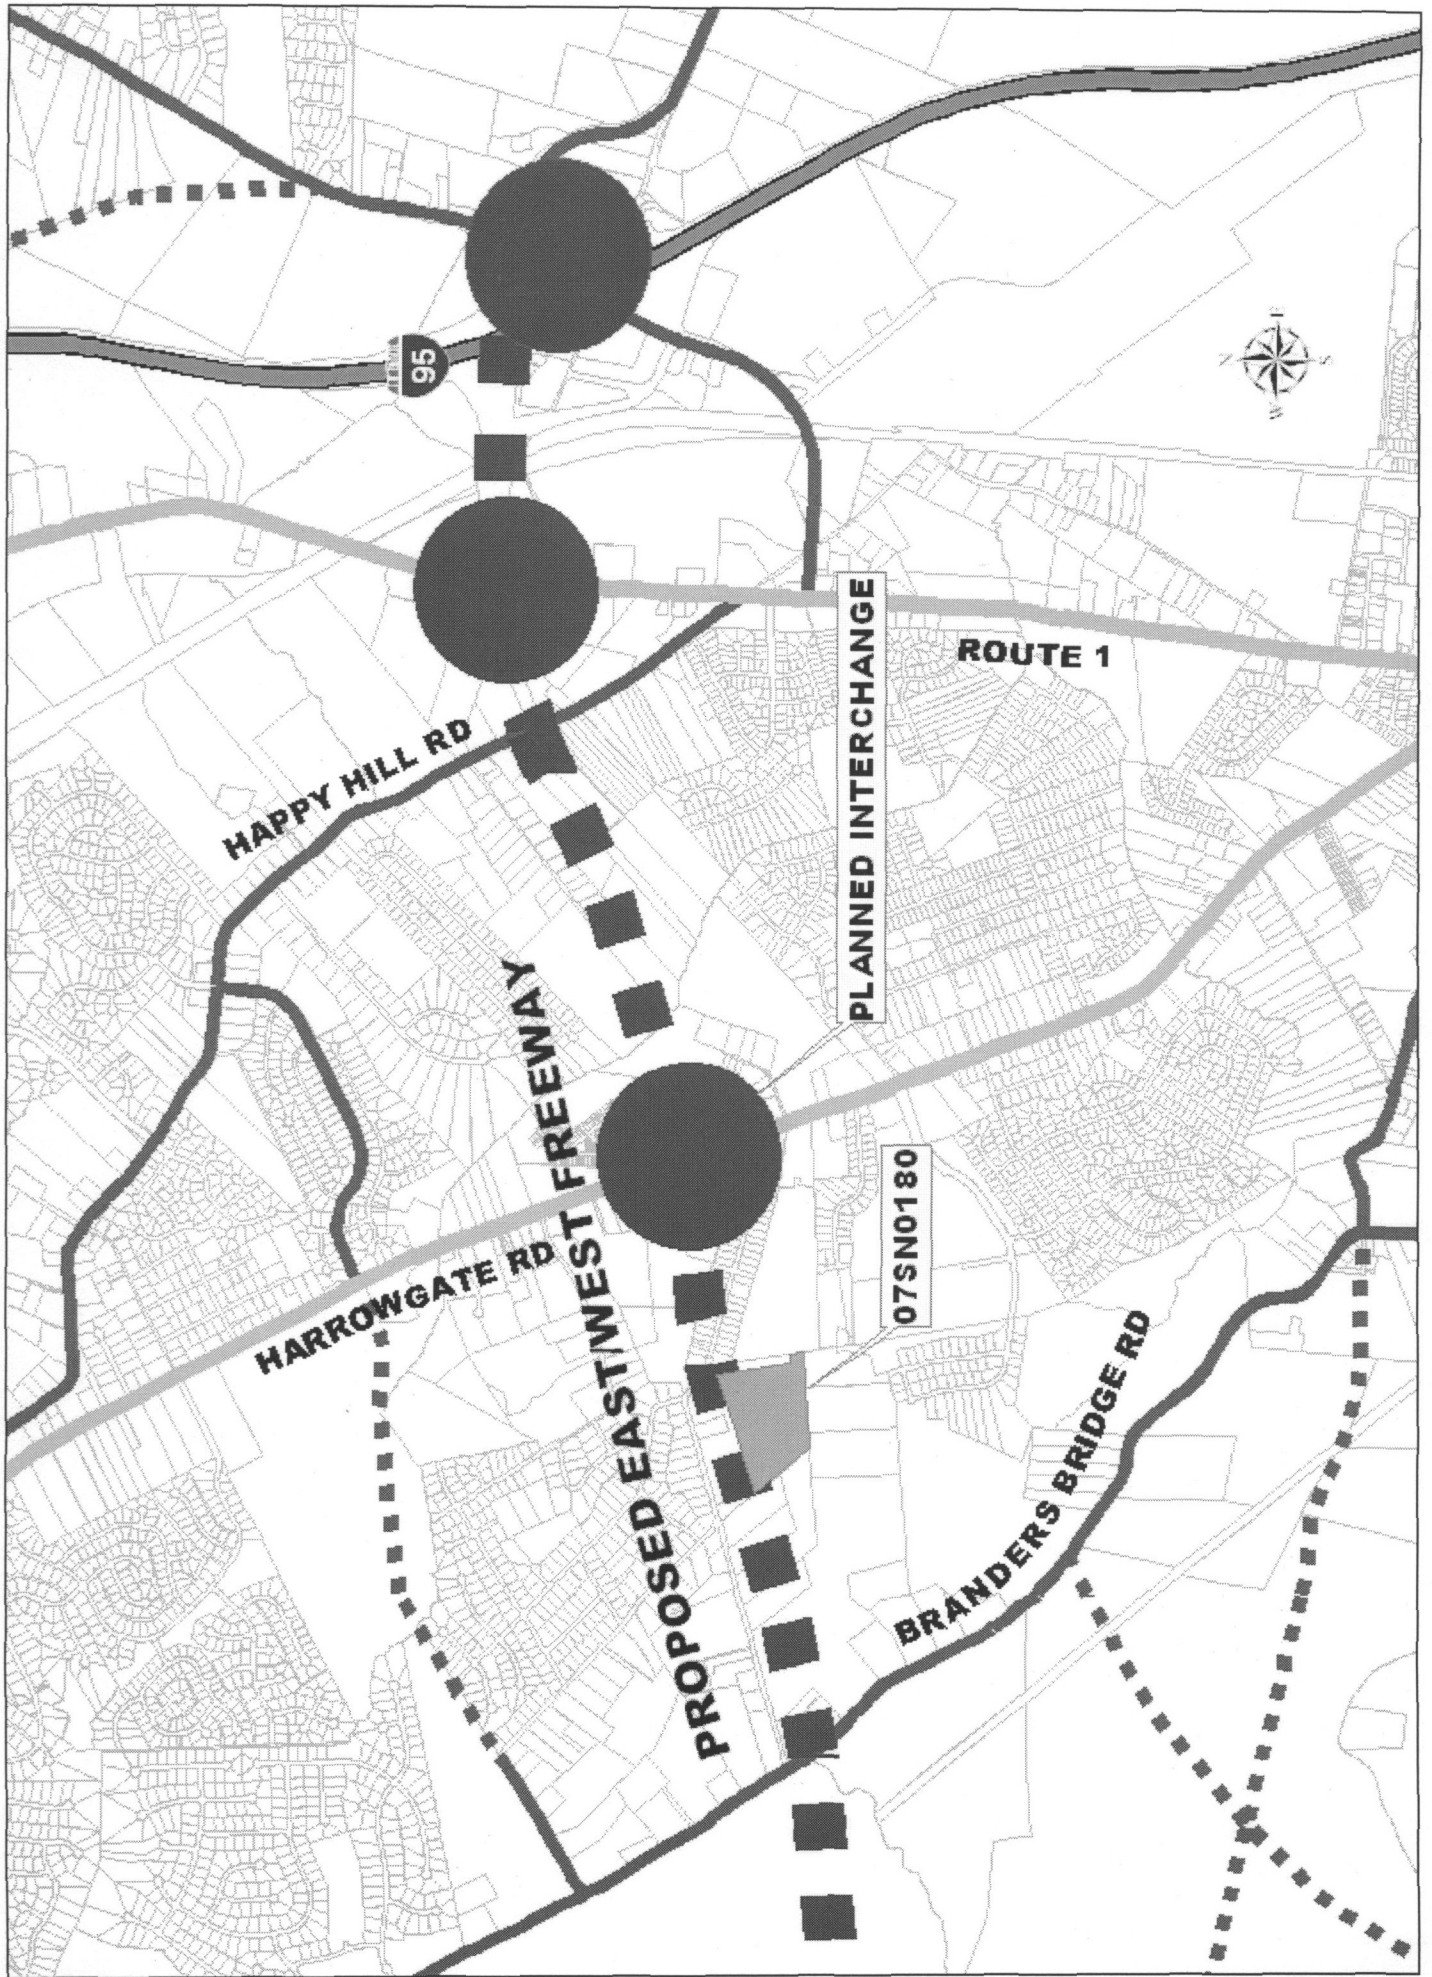 95
HAPPY HILL RD
ROUTE 1
PLANNED INTERCHANGE
PROPOSED EAST/WEST FREEWAY
HARROWGATE RD
07SN0180
BRANDERS BRIDGE RD
N
E
S
W